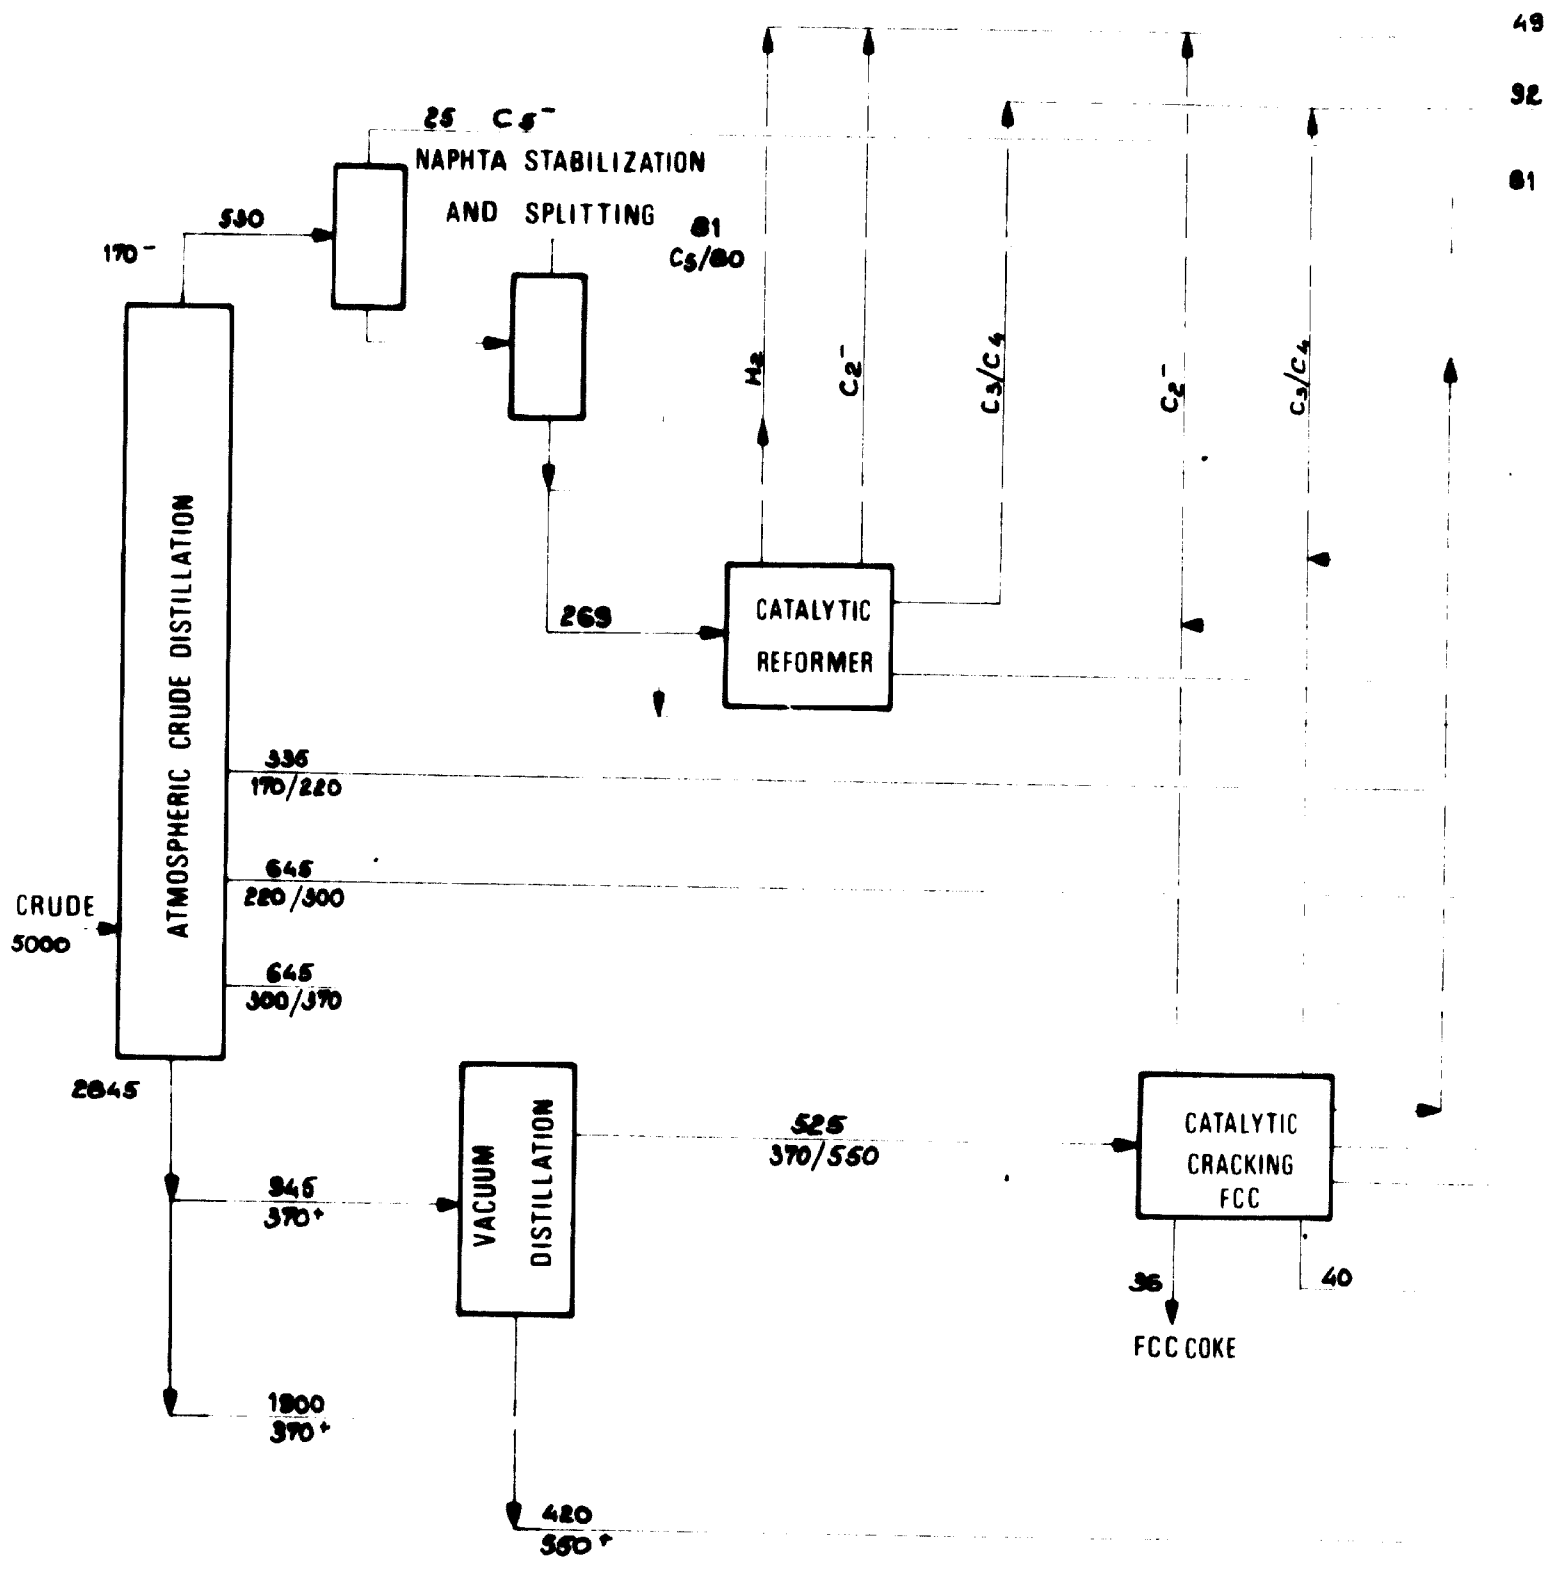 49
92
25 C5-
NAPHTA STABILIZATION
AND SPLITTING
81
81
C5/80
530
170-
H2
C2-
C3/C4
C2-
C3/C4
ATMOSPHERIC CRUDE DISTILLATION
CATALYTIC
REFORMER
269
335
170/220
645
220/300
CRUDE
5000
645
300/370
2845
VACUUM
DISTILLATION
525
370/550
CATALYTIC
CRACKING
FCC
945
370+
36
40
FCC COKE
1900
370+
420
550+